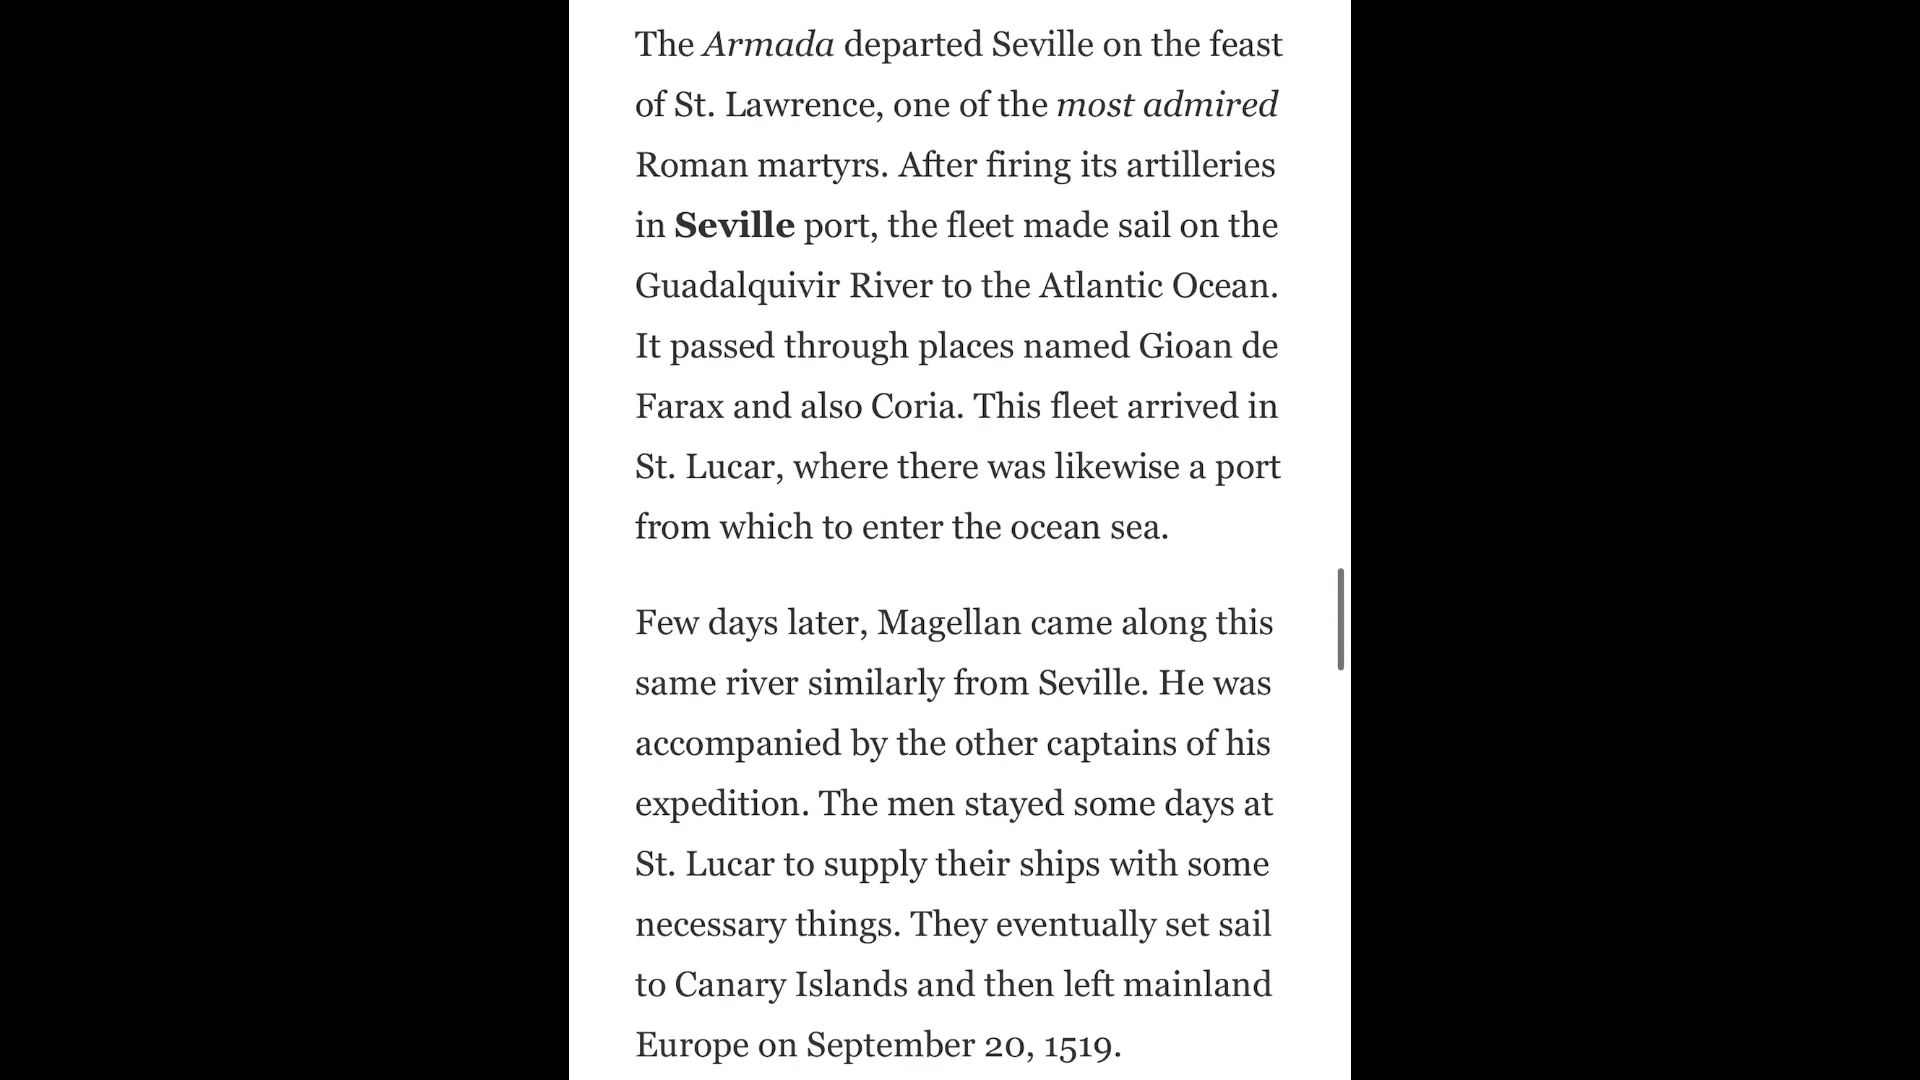 The Armada departed Seville on the feast
of St. Lawrence, one of the most admired
Roman martyrs. After firing its artilleries
in Seville port, the fleet made sail on the
Guadalquivir River to the Atlantic Ocean.
It passed through places named Gioan de
Farax and also Coria. This fleet arrived in
St. Lucar, where there was likewise a port
from which to enter the ocean sea.
Few days later, Magellan came along this
same river similarly from Seville. He was
accompanied by the other captains of his
expedition. The men stayed some days at
St. Lucar to supply their ships with some
necessary things. They eventually set sail
to Canary Islands and then left mainland
Europe on September 20, 1519.